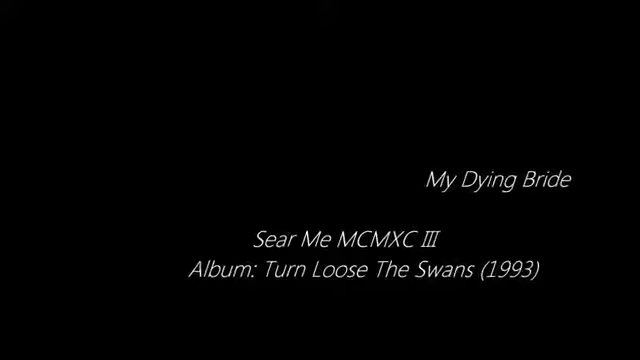 My Dying Bride
Sear Me MCMXC Ⅲ
Album: Turn Loose The Swans (1993)